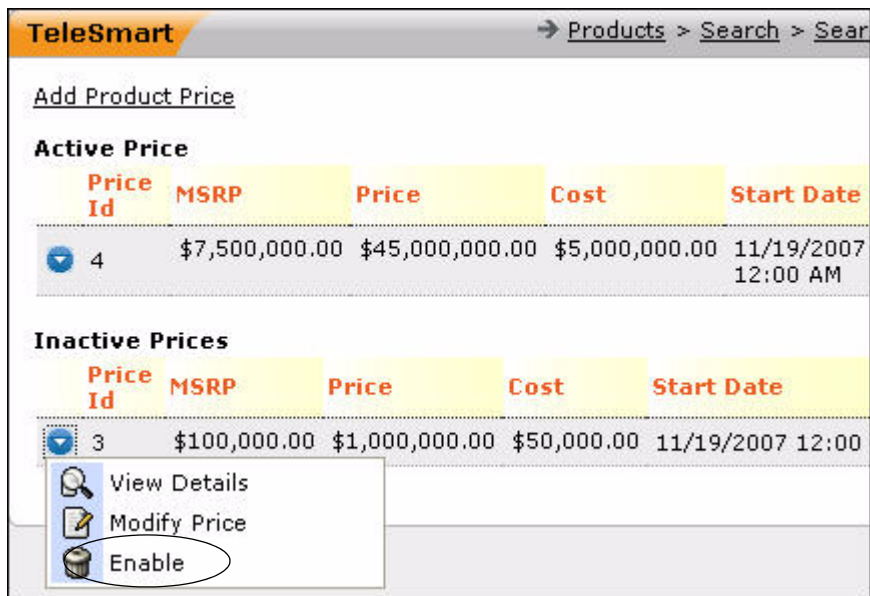 TeleSmart
Products > Search > Sear
Add Product Price
Active Price
Price Id MSRP Price Cost Start Date
4 $7,500,000.00 $45,000,000.00 $5,000,000.00 11/19/2007 12:00 AM
Inactive Prices
Price Id MSRP Price Cost Start Date
3 $100,000.00 $1,000,000.00 $50,000.00 11/19/2007 12:00
View Details
Modify Price
Enable